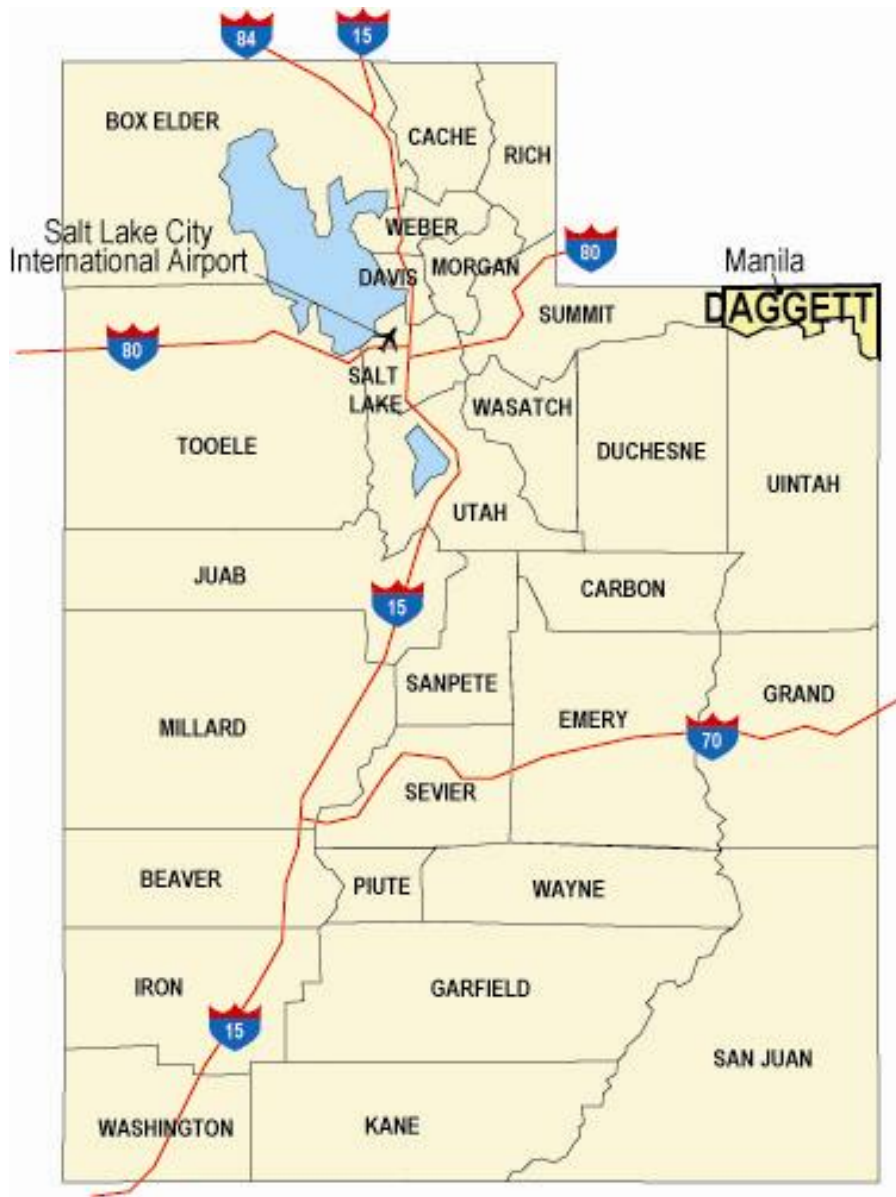 84
15
BOX ELDER
CACHE
RICH
Salt Lake City
International Airport
WEBER
DAVIS
MORGAN
80
Manila
DAGGETT
SUMMIT
80
SALT
LAKE
WASATCH
TOOELE
DUCHESNE
UINTAH
UTAH
JUAB
CARBON
15
SANPETE
GRAND
MILLARD
EMERY
70
SEVIER
BEAVER
PIUTE
WAYNE
IRON
GARFIELD
15
SAN JUAN
WASHINGTON
KANE